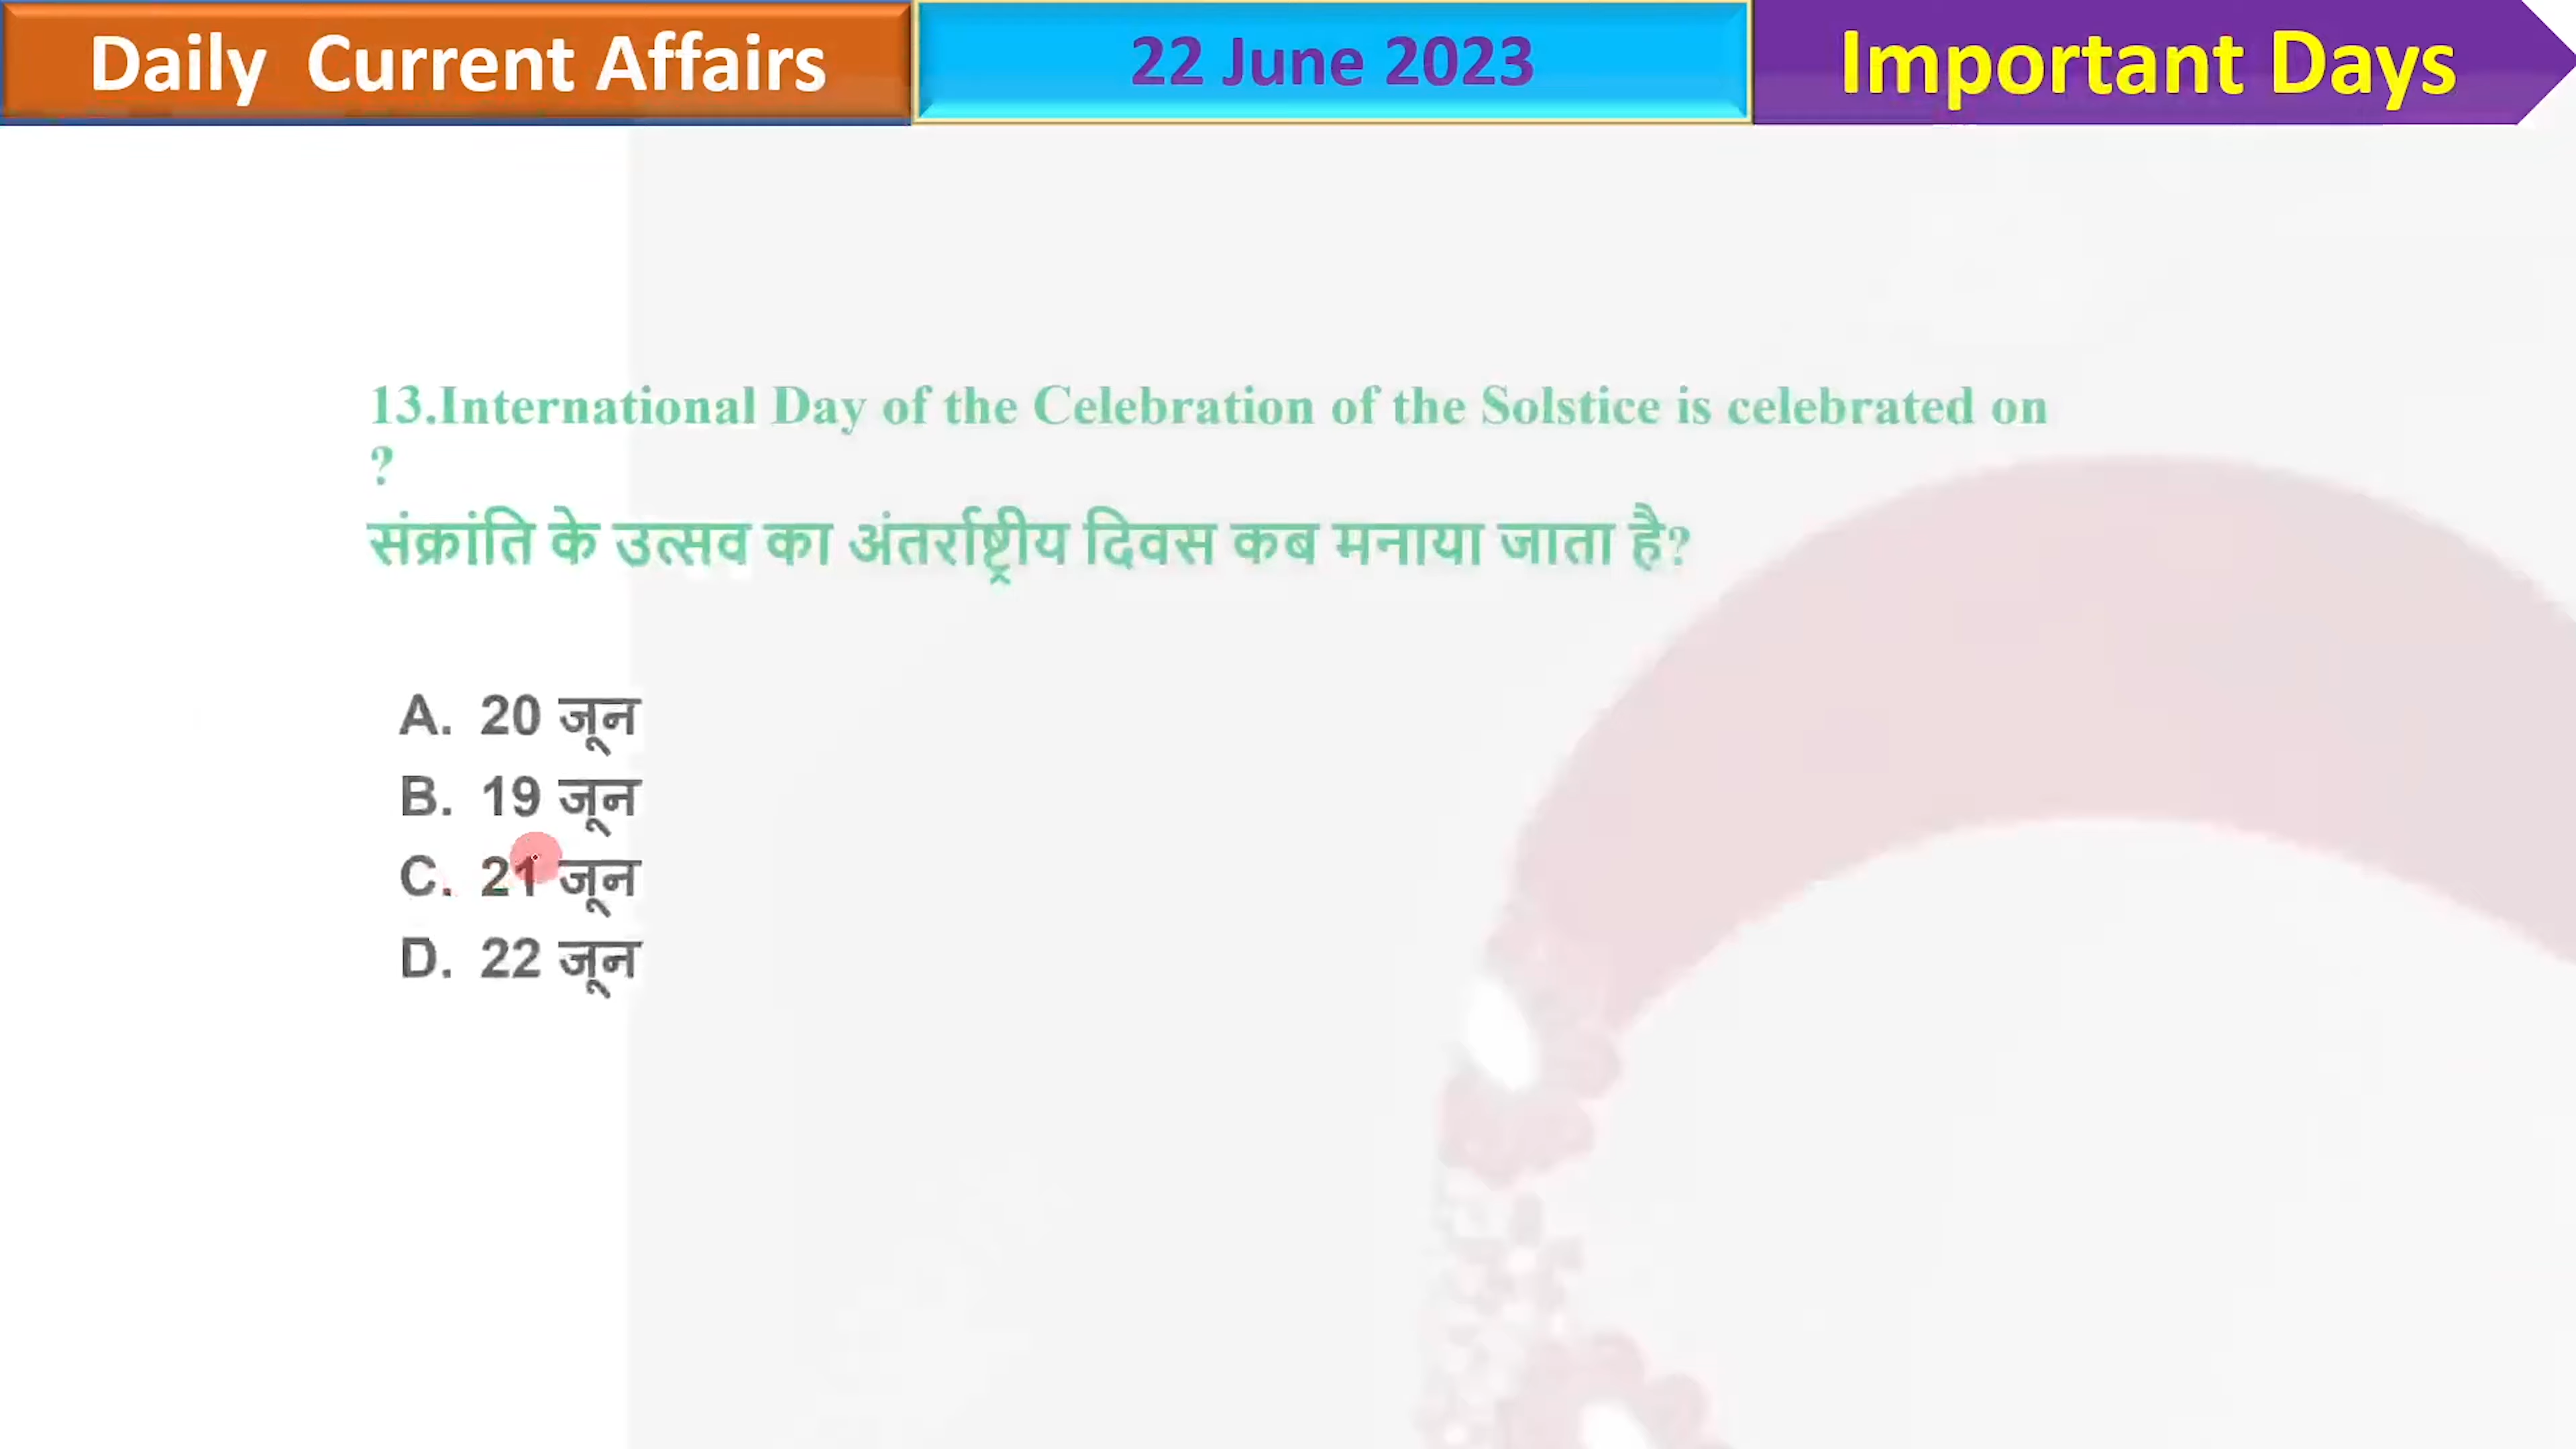 Daily Current Affairs
22 June 2023
Important Days
13.International Day of the Celebration of the Solstice is celebrated on
?
संक्रांति के उत्सव का अंतर्राष्ट्रीय दिवस कब मनाया जाता है?
A. 20 जून
B. 19 जून
C. 21 जून
D. 22 जून